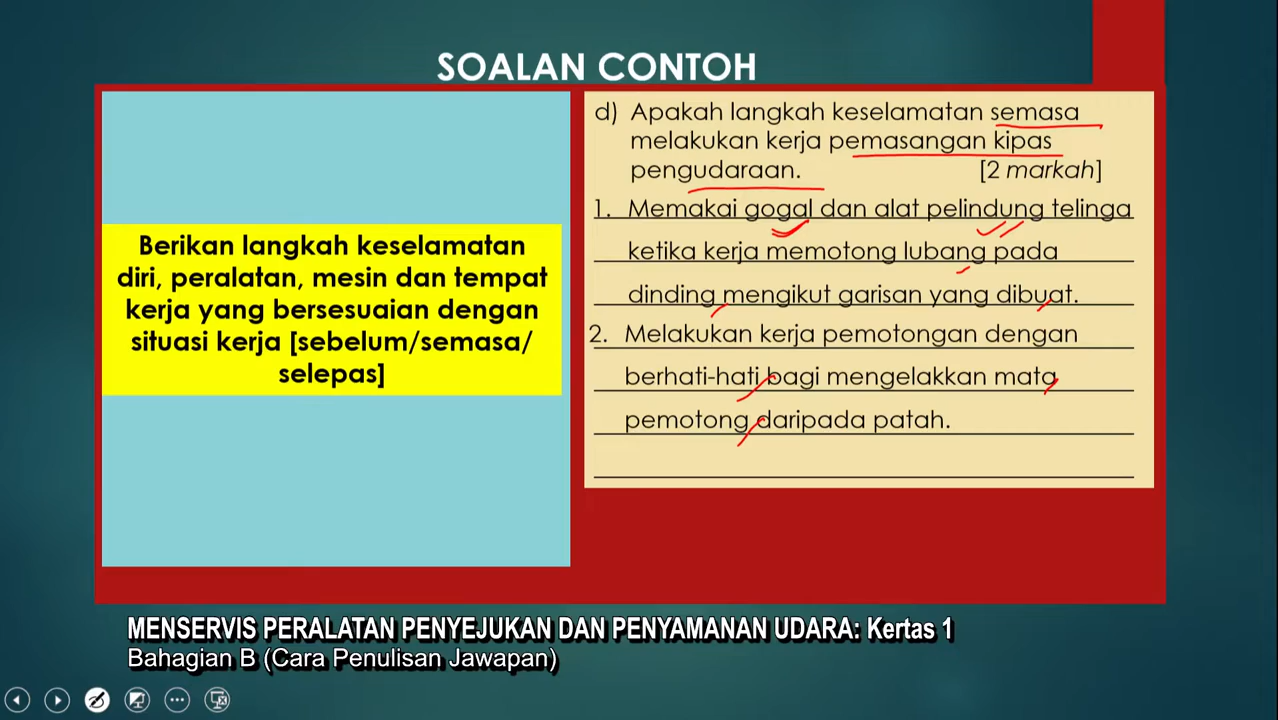 SOALAN CONTOH
Berikan langkah keselamatan
diri, peralatan, mesin dan tempat
kerja yang bersesuaian dengan
situasi kerja [sebelum/semasa/
selepas]
d) Apakah langkah keselamatan semasa
melakukan kerja pemasangan kipas
pengudaraan. [2 markah]
1. Memakai gogal dan alat pelindung telinga
ketika kerja memotong lubang pada
dinding mengikut garisan yang dibuat.
2. Melakukan kerja pemotongan dengan
berhati-hati bagi mengelakkan mata
pemotong daripada patah.
MENSERVIS PERALATAN PENYEJUKAN DAN PENYAMANAN UDARA: Kertas 1
Bahagian B (Cara Penulisan Jawapan)